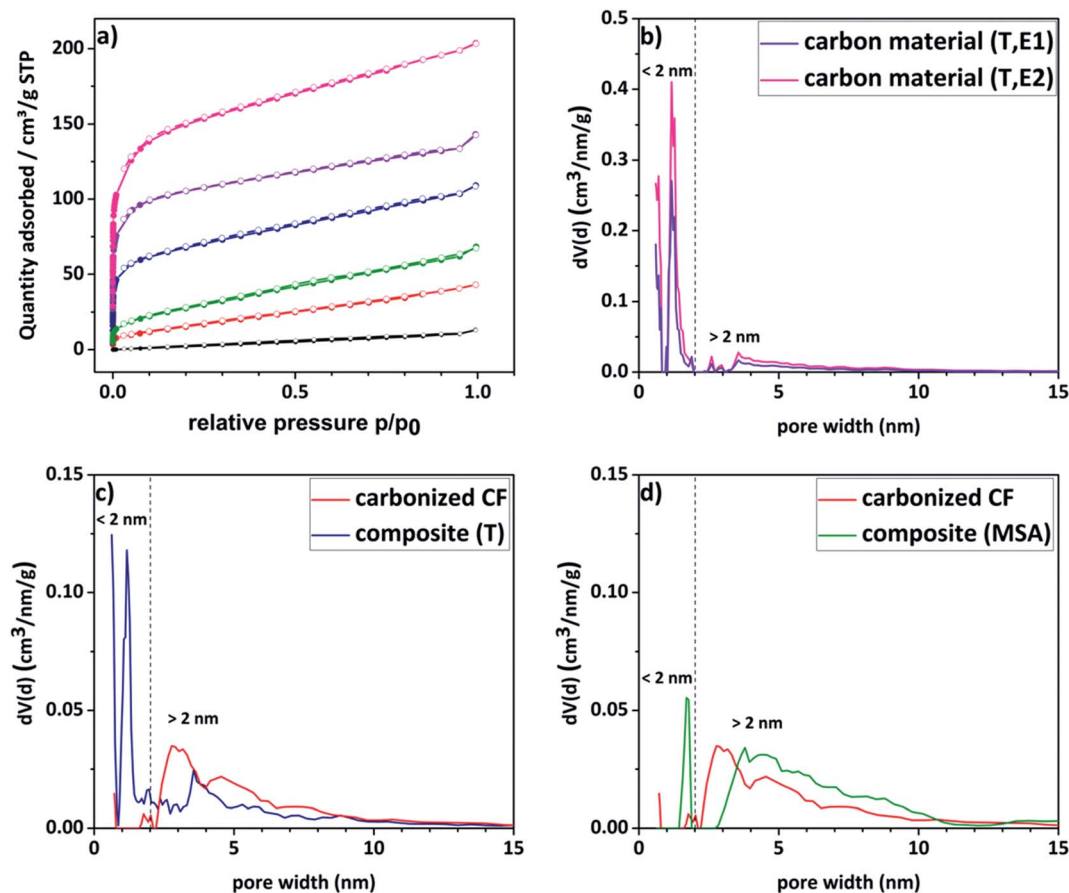 a)
Quantity adsorbed / cm³/g STP
200
150
100
50
0
0.0
0.5
1.0
relative pressure p/p₀
b)
carbon material (T,E1)
carbon material (T,E2)
< 2 nm
> 2 nm
dV(d) (cm³/nm/g)
0.5
0.4
0.3
0.2
0.1
0.0
0
5
10
15
pore width (nm)
c)
carbonized CF
composite (T)
< 2 nm
> 2 nm
dV(d) (cm³/nm/g)
0.15
0.10
0.05
0.00
0
5
10
15
pore width (nm)
d)
carbonized CF
composite (MSA)
< 2 nm
> 2 nm
dV(d) (cm³/nm/g)
0.15
0.10
0.05
0.00
0
5
10
15
pore width (nm)